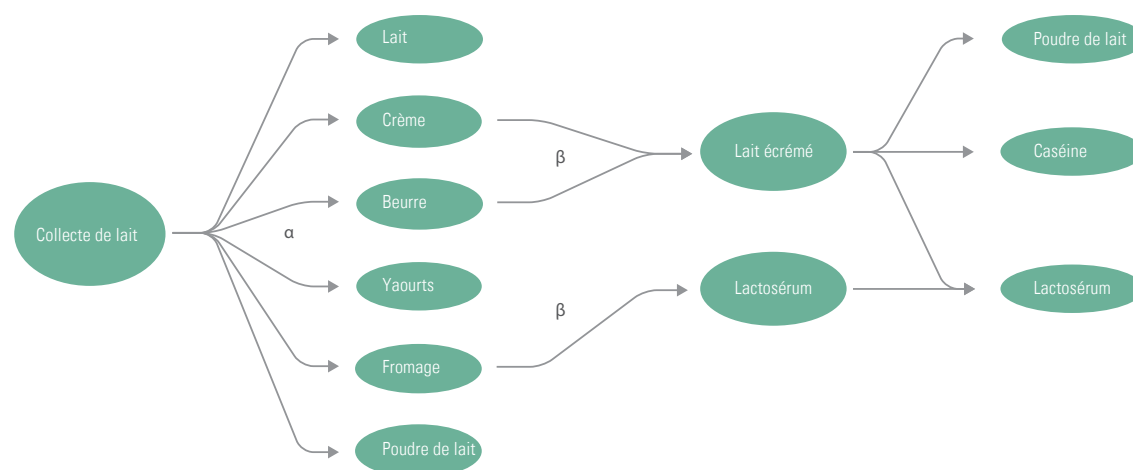 Lait
Poudre de lait
Crème
β
Lait écrémé
Caséine
Beurre
Collecte de lait
α
Yaourts
Lactosérum
Lactosérum
β
Fromage
Poudre de lait